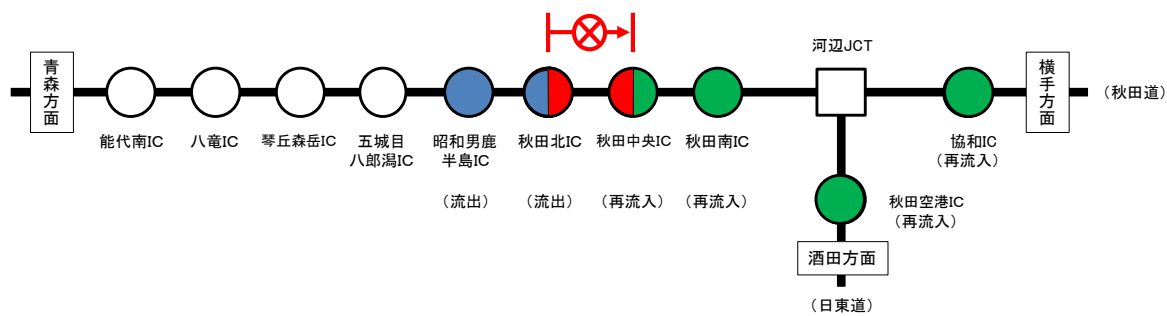 河辺JCT
青森方面
横手方面
（秋田道）
能代南IC
八竜IC
琴丘森岳IC
五城目
八郎潟IC
昭和男鹿
半島IC
秋田北IC
秋田中央IC
秋田南IC
協和IC
（再流入）
（流出）
（流出）
（再流入）
（再流入）
秋田空港IC
（再流入）
酒田方面
（日東道）